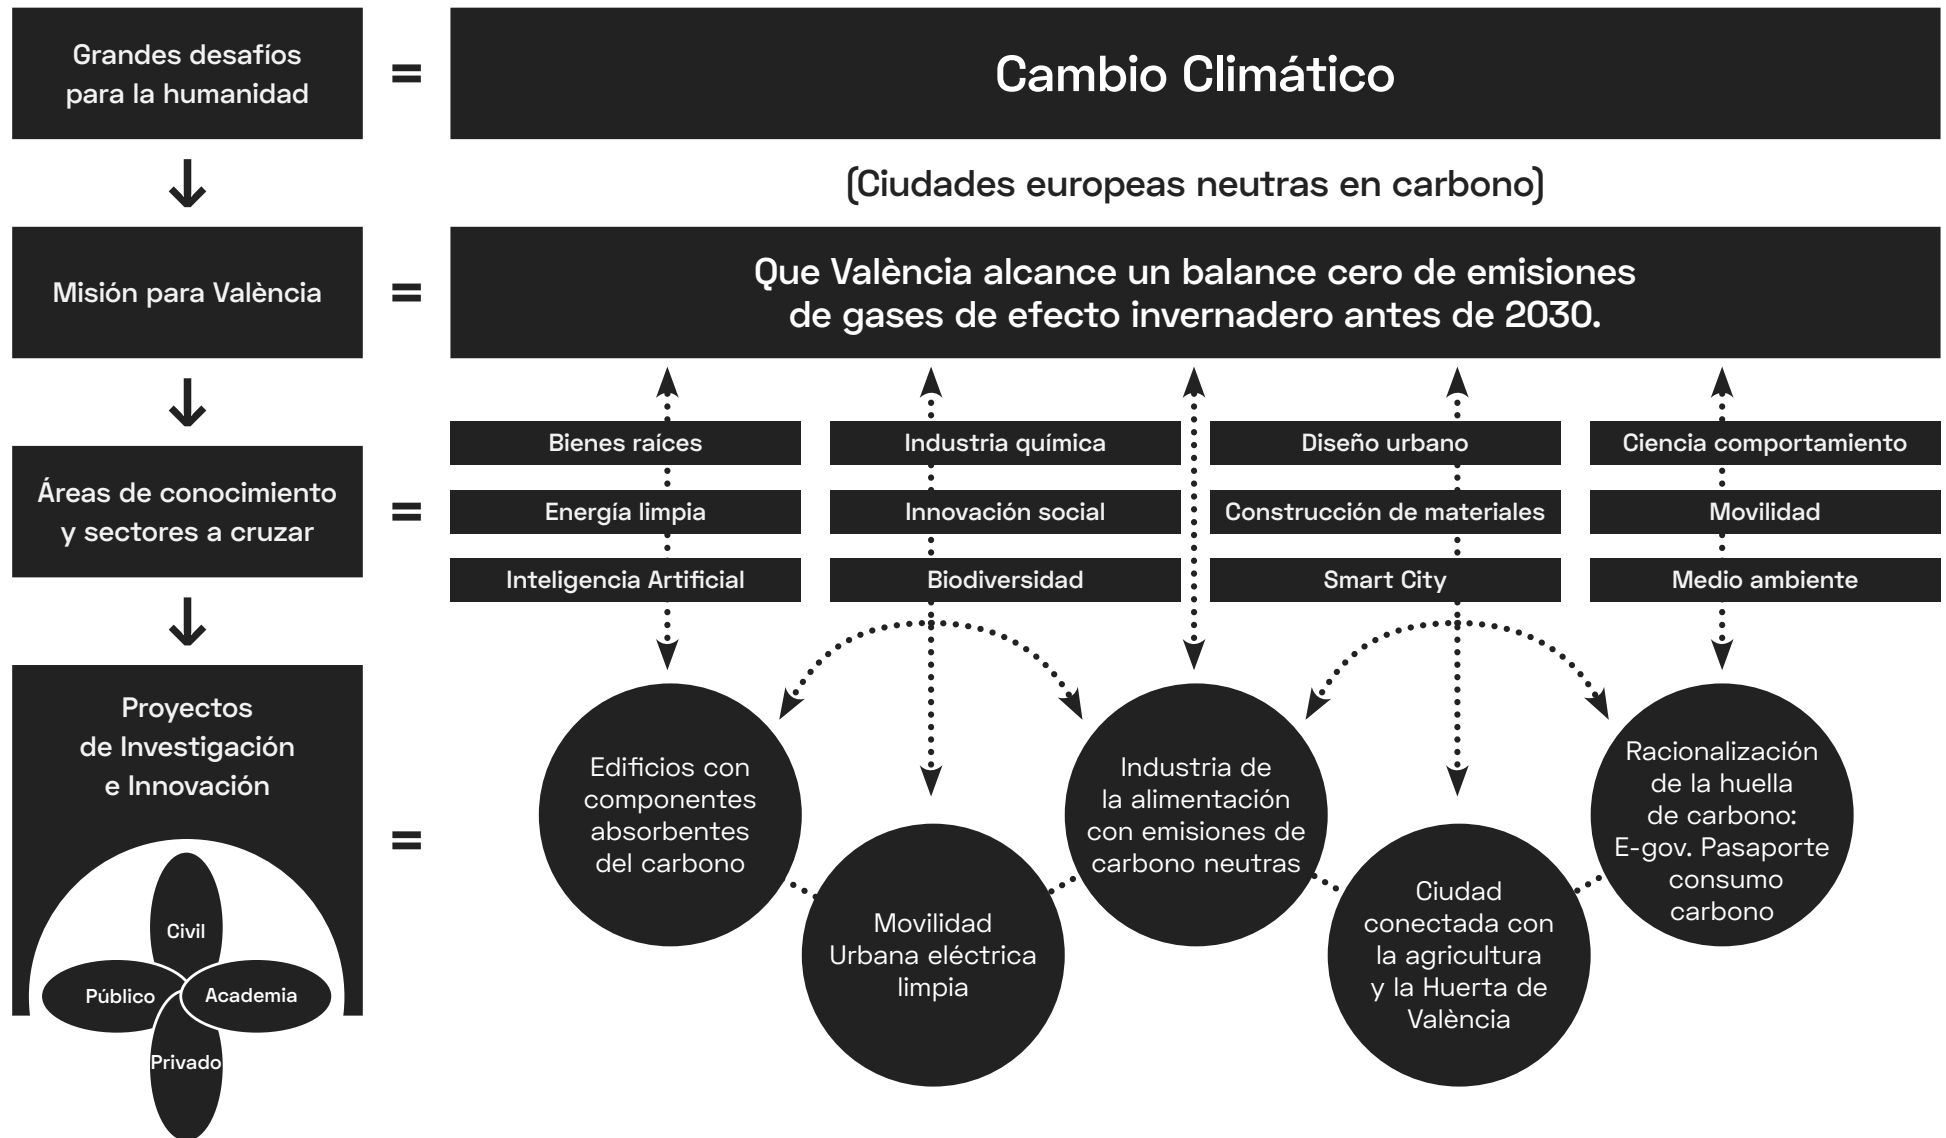 Grandes desafíos
para la humanidad
=
Cambio Climático
(Ciudades europeas neutras en carbono)
Misión para València
=
Que València alcance un balance cero de emisiones
de gases de efecto invernadero antes de 2030.
Áreas de conocimiento
y sectores a cruzar
=
Bienes raíces
Industria química
Diseño urbano
Ciencia comportamiento
Energía limpia
Innovación social
Construcción de materiales
Movilidad
Inteligencia Artificial
Biodiversidad
Smart City
Medio ambiente
Proyectos
de Investigación
e Innovación
=
Civil
Público
Academia
Privado
Edificios con
componentes
absorbentes
del carbono
Movilidad
Urbana eléctrica
limpia
Industria de
la alimentación
con emisiones de
carbono neutras
Ciudad
conectada con
la agricultura
y la Huerta de
València
Racionalización
de la huella
de carbono:
E-gov. Pasaporte
consumo
carbono